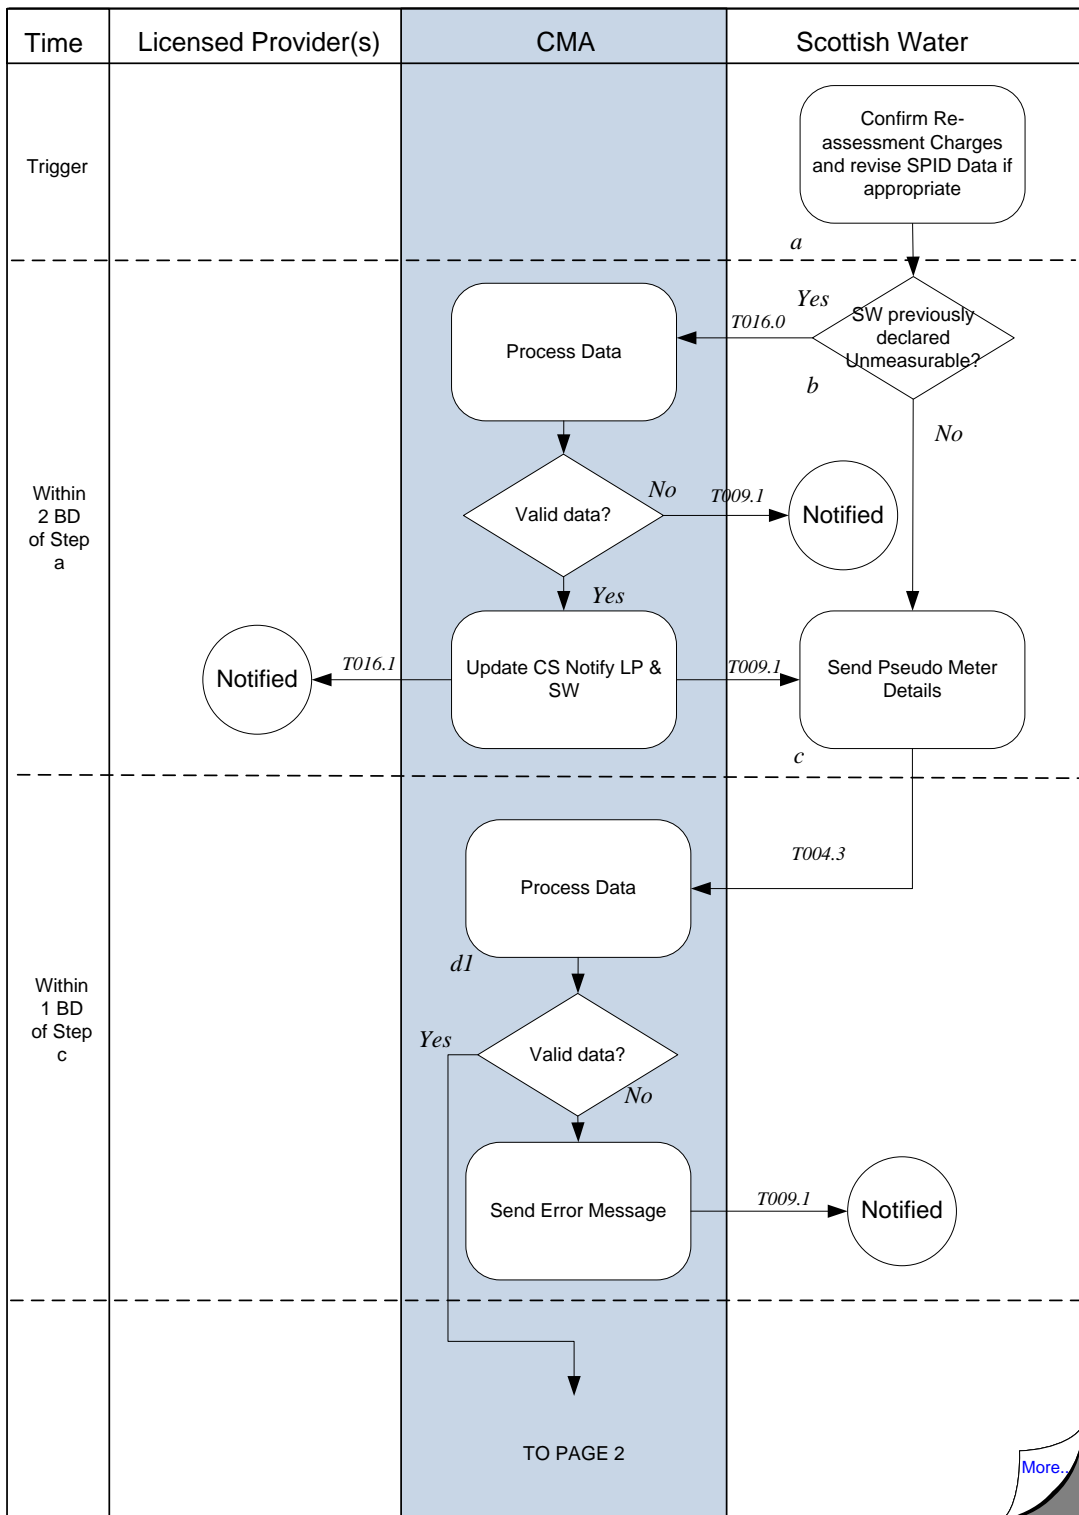 Time
Licensed Provider(s)
CMA
Scottish Water
Trigger
Confirm Re-
assessment Charges
and revise SPID Data if
appropriate
a
Yes
SW previously
declared
Unmeasurable?
T016.0
Process Data
b
No
Within
2 BD
of Step
a
Valid data?
No
T009.1
Notified
Yes
Notified
T016.1
Update CS Notify LP &
SW
T009.1
Send Pseudo Meter
Details
c
T004.3
Process Data
d1
Within
1 BD
of Step
c
Yes
Valid data?
No
Send Error Message
T009.1
Notified
TO PAGE 2
More..